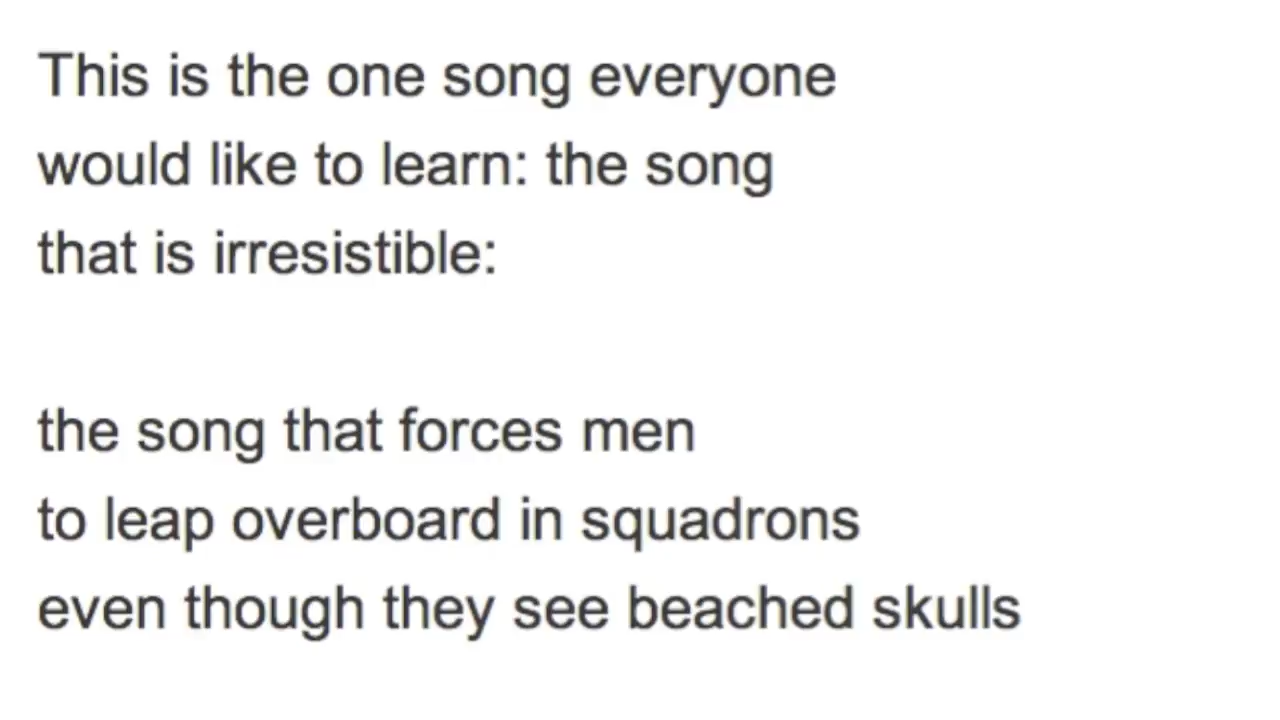 This is the one song everyone
would like to learn: the song
that is irresistible:
the song that forces men
to leap overboard in squadrons
even though they see beached skulls